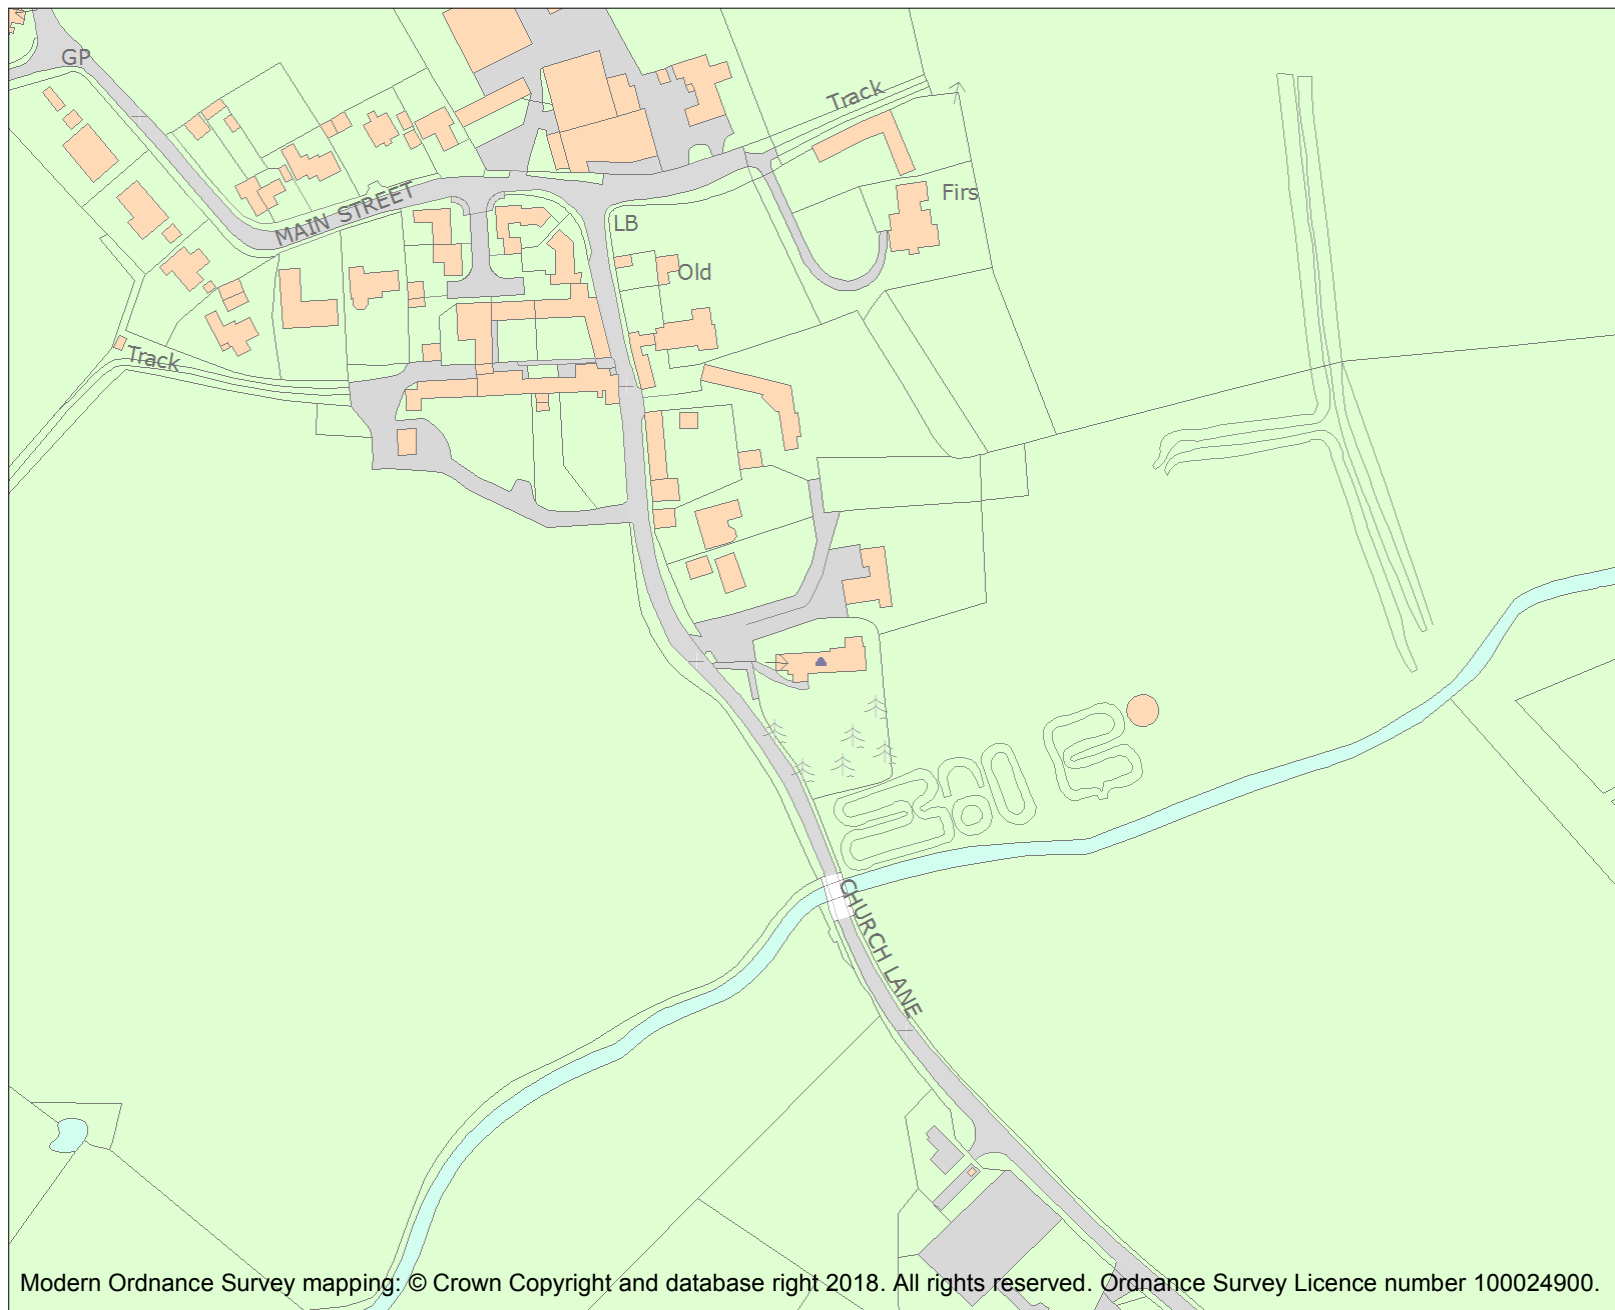 GP
Track
MAIN STREET
Firs
LB
Old
Track
CHURCH LANE
Modern Ordnance Survey mapping: © Crown Copyright and database right 2018. All rights reserved. Ordnance Survey Licence number 100024900.